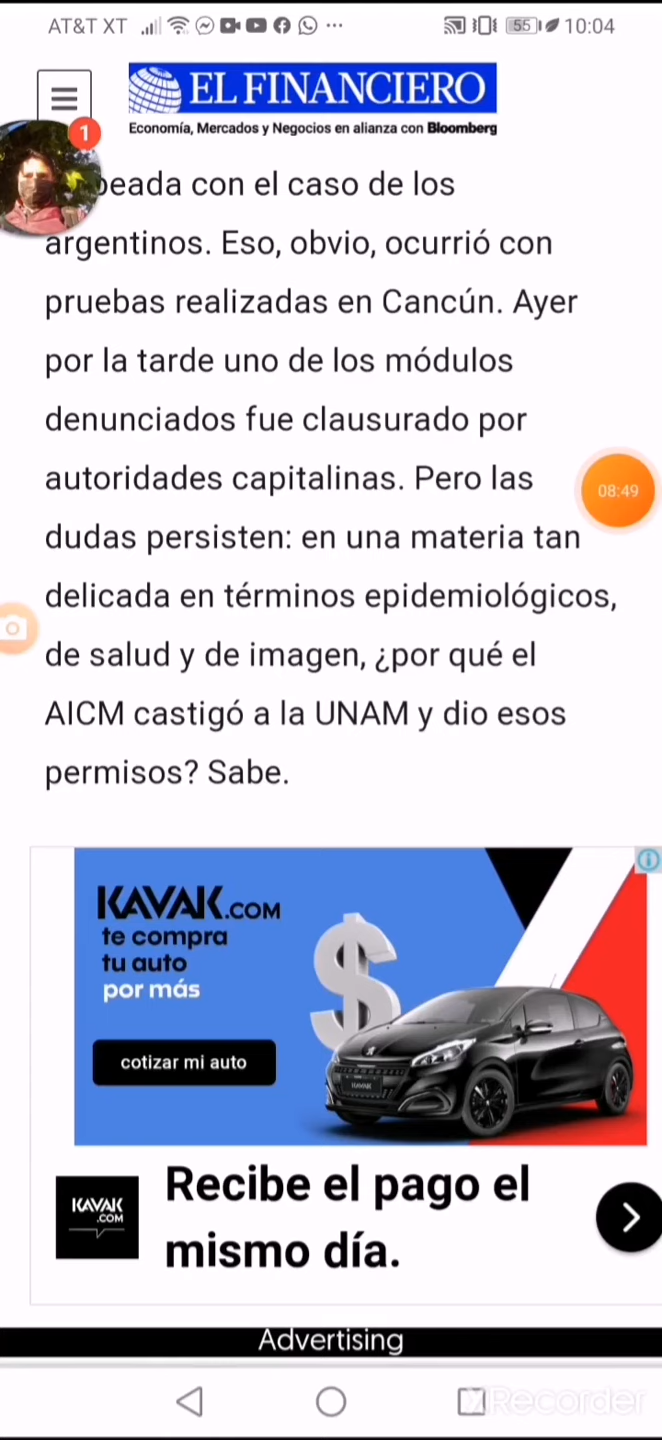 AT&T XT
55 10:04
EL FINANCIERO
Economía, Mercados y Negocios en alianza con Bloomberg
1
beada con el caso de los
argentinos. Eso, obvio, ocurrió con
pruebas realizadas en Cancún. Ayer
por la tarde uno de los módulos
denunciados fue clausurado por
autoridades capitalinas. Pero las
08:49
dudas persisten: en una materia tan
delicada en términos epidemiológicos,
de salud y de imagen, ¿por qué el
AICM castigó a la UNAM y dio esos
permisos? Sabe.
KAVAK.COM
te compra
tu auto
por más
cotizar mi auto
KAVAK
KAVAK
.COM
Recibe el pago el
mismo día.
Advertising
XRecorder